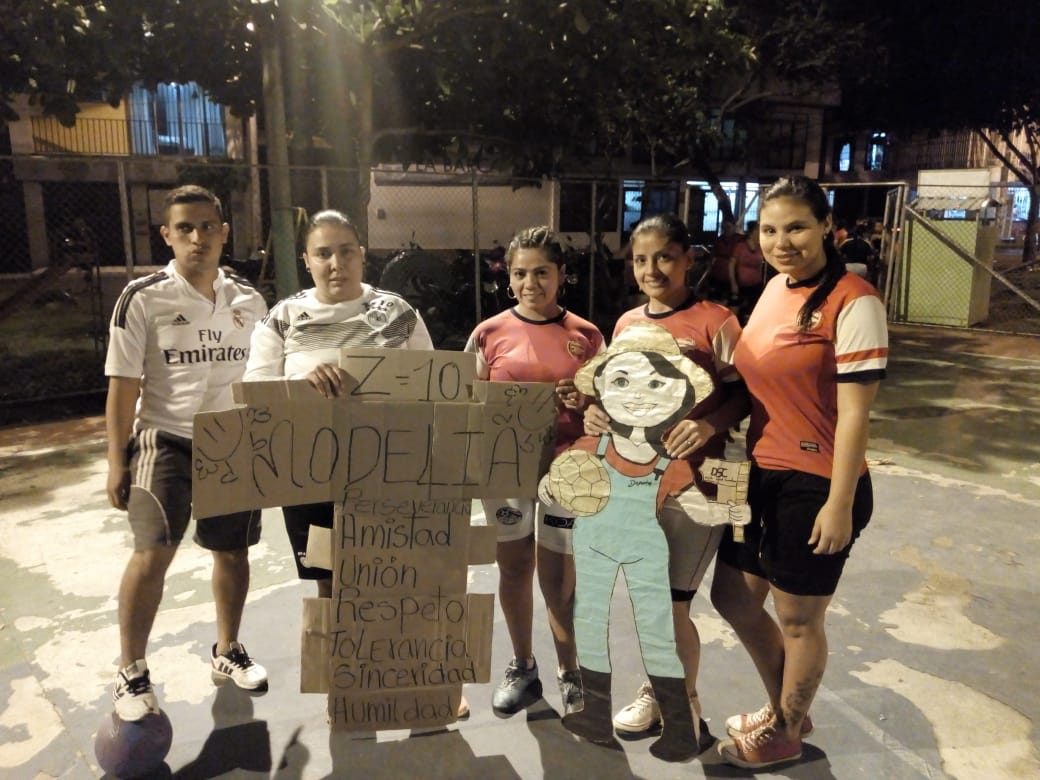 Fly
Emirates
Z=10
MODELIA
Perseverancia
Amistad
Unión
Respeto
Tolerancia
Sinceridad
Humildad
DSC